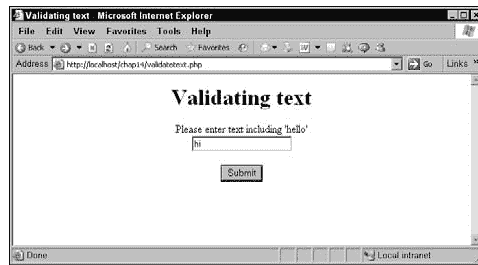 Validating text - Microsoft Internet Explorer
File Edit View Favorites Tools Help
Back Search Favorites
Address http://localhost/chap14/validatetext.php Go Links »
Validating text
Please enter text including 'hello'
hi
Submit
Done Local intranet